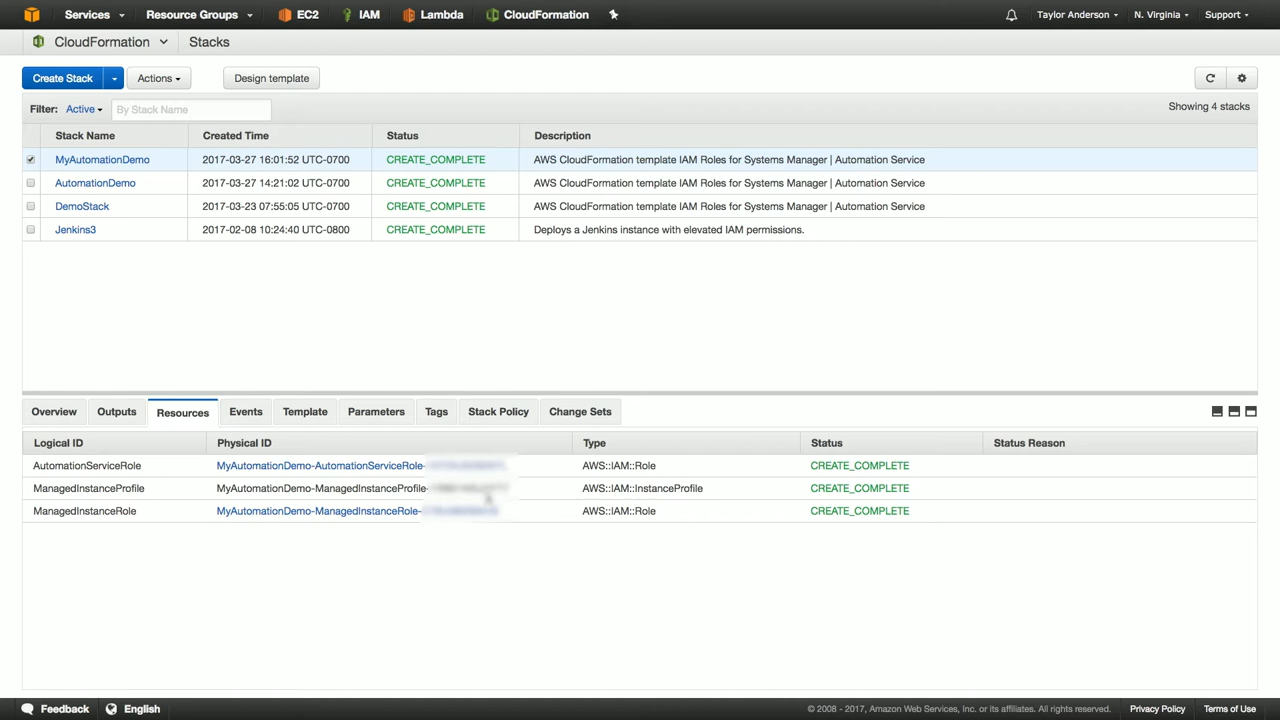 Services Resource Groups EC2 IAM Lambda CloudFormation Taylor Anderson N. Virginia Support
CloudFormation Stacks
Create Stack Actions Design template
Filter: Active By Stack Name Showing 4 stacks
Stack Name Created Time Status Description
MyAutomationDemo 2017-03-27 16:01:52 UTC-0700 CREATE_COMPLETE AWS CloudFormation template IAM Roles for Systems Manager | Automation Service
AutomationDemo 2017-03-27 14:21:02 UTC-0700 CREATE_COMPLETE AWS CloudFormation template IAM Roles for Systems Manager | Automation Service
DemoStack 2017-03-23 07:55:05 UTC-0700 CREATE_COMPLETE AWS CloudFormation template IAM Roles for Systems Manager | Automation Service
Jenkins3 2017-02-08 10:24:40 UTC-0800 CREATE_COMPLETE Deploys a Jenkins instance with elevated IAM permissions.
Overview Outputs Resources Events Template Parameters Tags Stack Policy Change Sets
Logical ID Physical ID Type Status Status Reason
AutomationServiceRole MyAutomationDemo-AutomationServiceRole- AWS::IAM::Role CREATE_COMPLETE
ManagedInstanceProfile MyAutomationDemo-ManagedInstanceProfile- AWS::IAM::InstanceProfile CREATE_COMPLETE
ManagedInstanceRole MyAutomationDemo-ManagedInstanceRole- AWS::IAM::Role CREATE_COMPLETE
Feedback English © 2008 - 2017, Amazon Web Services, Inc. or its affiliates. All rights reserved. Privacy Policy Terms of Use